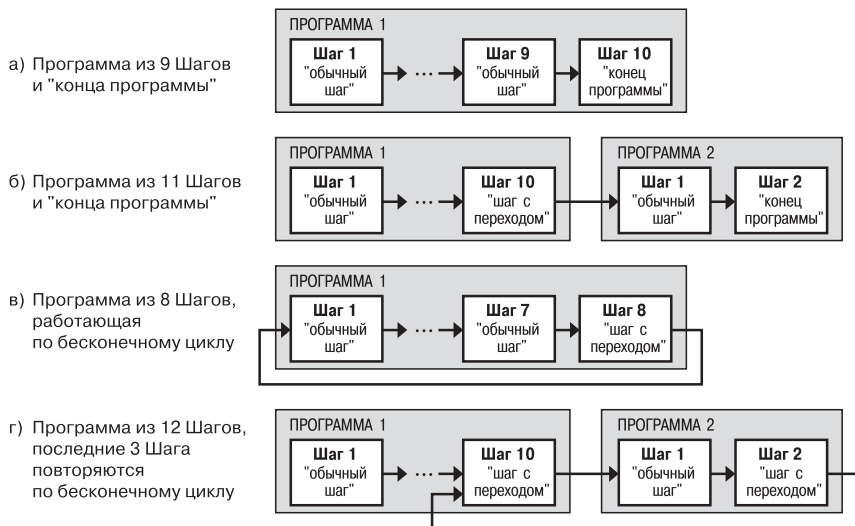 ПРОГРАММА 1
а) Программа из 9 Шагов
и "конца программы"
Шаг 1
"обычный
шаг"
...
Шаг 9
"обычный
шаг"
Шаг 10
"конец
программы"
ПРОГРАММА 1
ПРОГРАММА 2
б) Программа из 11 Шагов
и "конца программы"
Шаг 1
"обычный
шаг"
...
Шаг 10
"шаг с
переходом"
Шаг 1
"обычный
шаг"
Шаг 2
"конец
программы"
ПРОГРАММА 1
в) Программа из 8 Шагов,
работающая
по бесконечному циклу
Шаг 1
"обычный
шаг"
...
Шаг 7
"обычный
шаг"
Шаг 8
"шаг с
переходом"
ПРОГРАММА 1
ПРОГРАММА 2
г) Программа из 12 Шагов,
последние 3 Шага
повторяются
по бесконечному циклу
Шаг 1
"обычный
шаг"
...
Шаг 10
"шаг с
переходом"
Шаг 1
"обычный
шаг"
Шаг 2
"шаг с
переходом"